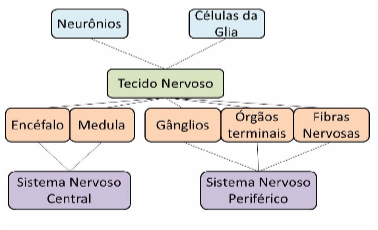 Neurônios
Células da
Glia
Tecido Nervoso
Encéfalo
Medula
Gânglios
Órgãos
terminais
Fibras
Nervosas
Sistema Nervoso
Central
Sistema Nervoso
Periférico